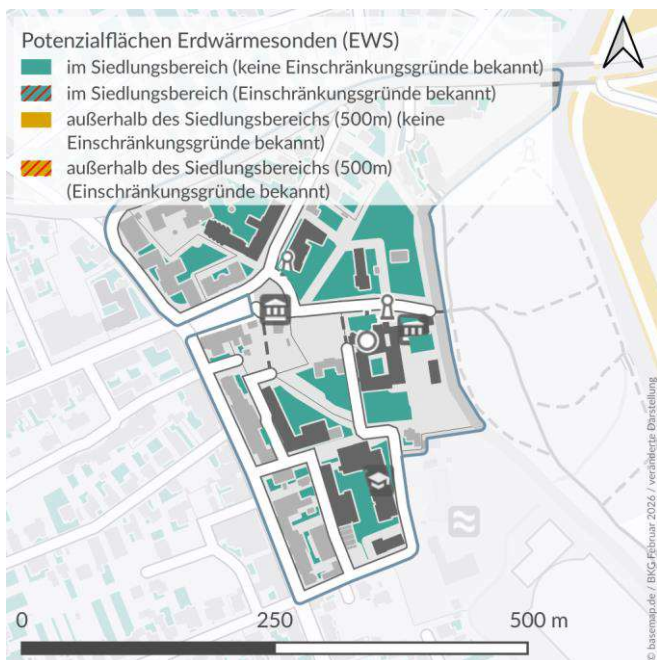 Potenzialflächen Erdwärmesonden (EWS)
im Siedlungsbereich (keine Einschränkungsgründe bekannt)
im Siedlungsbereich (Einschränkungsgründe bekannt)
außerhalb des Siedlungsbereichs (500m) (keine
Einschränkungsgründe bekannt)
außerhalb des Siedlungsbereichs (500m)
(Einschränkungsgründe bekannt)
© basemap.de / BKG Februar 2026 / veränderte Darstellung
0 250 500 m